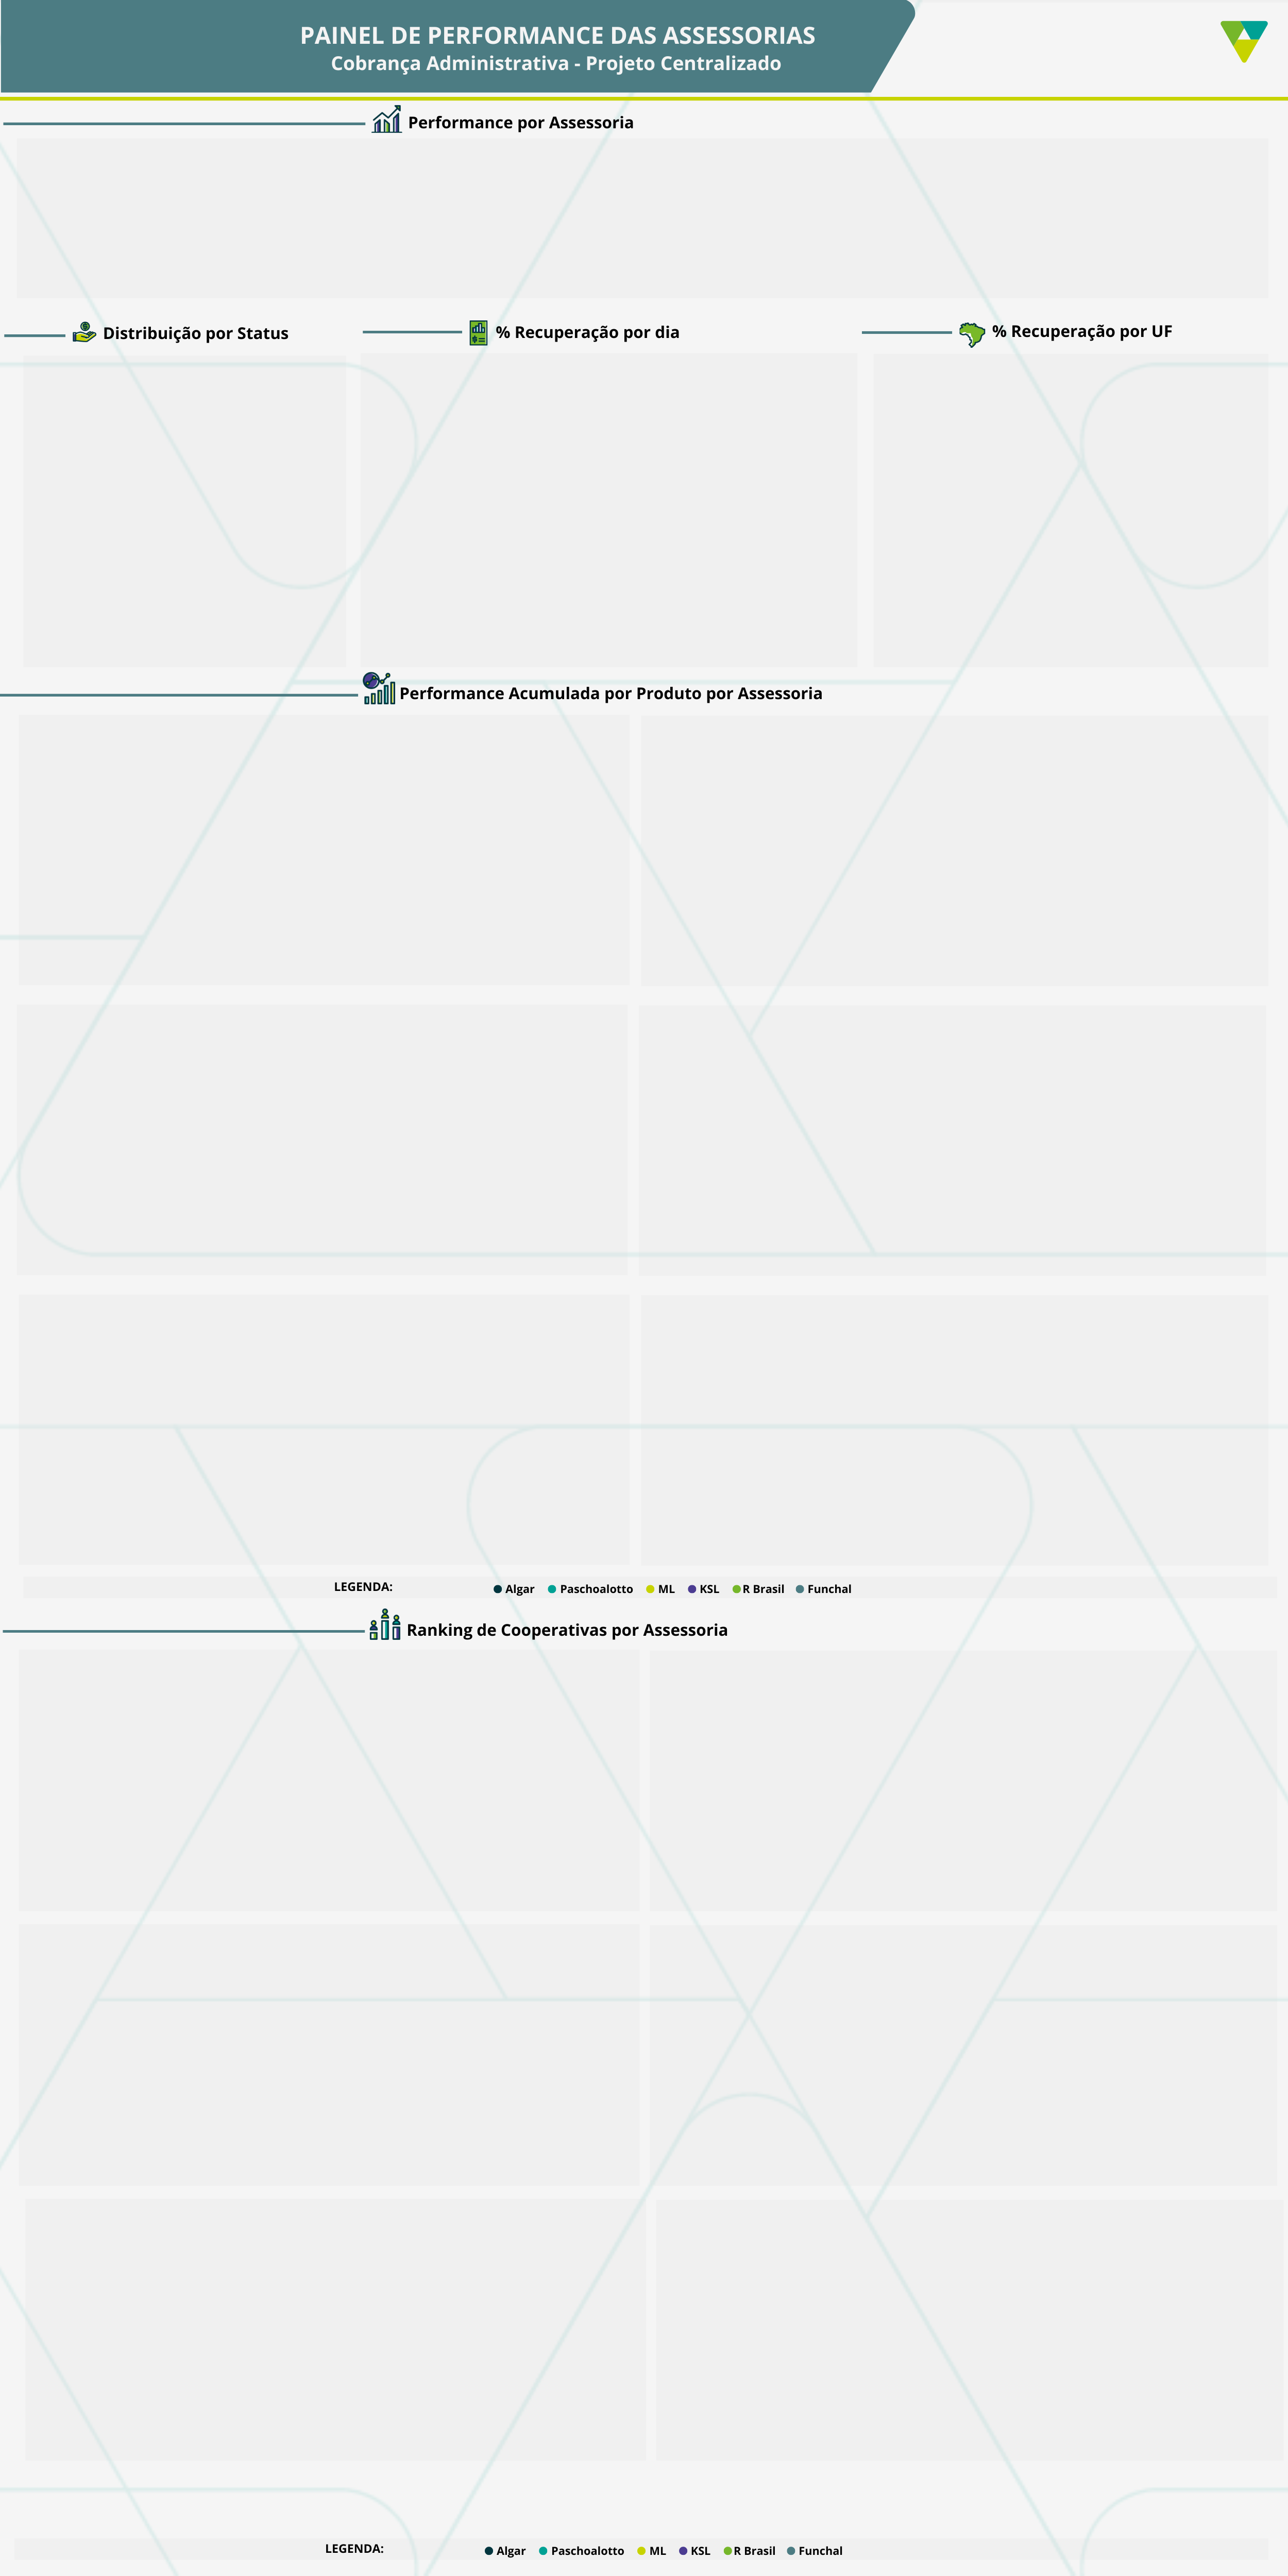 PAINEL DE PERFORMANCE DAS ASSESSORIAS
Cobrança Administrativa - Projeto Centralizado
Performance por Assessoria
Distribuição por Status
% Recuperação por dia
% Recuperação por UF
Performance Acumulada por Produto por Assessoria
LEGENDA: Algar Paschoalotto ML KSL R Brasil Funchal
Ranking de Cooperativas por Assessoria
LEGENDA: Algar Paschoalotto ML KSL R Brasil Funchal